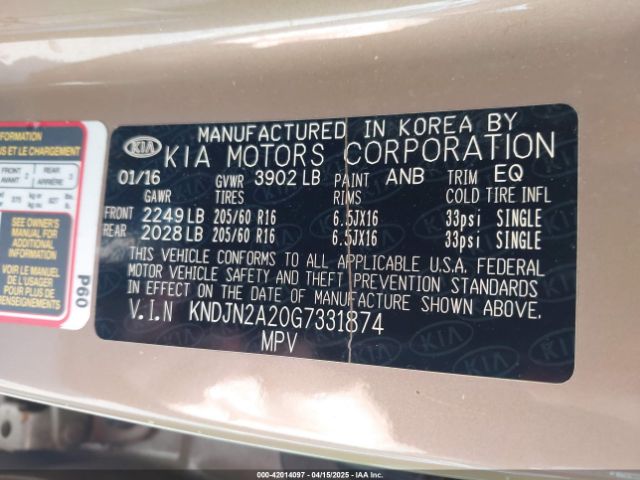 FORMATION
S ET LE CHARGEMENT
FRONT 2 REAR 3
AVANT ARRIÈRE
SEE OWNER'S
MANUAL FOR
ADDITIONAL
INFORMATION
VOIR LE MANUEL
DE L'USAGER
POUR PLUS DE
RENSEIGNEMENTS
P60
MANUFACTURED IN KOREA BY
KIA KIA MOTORS CORPORATION
01/16 GVWR 3902 LB PAINT ANB TRIM EQ
GAWR TIRES RIMS COLD TIRE INFL
FRONT 2249 LB 205/60 R16 6.5JX16 33psi SINGLE
REAR 2028 LB 205/60 R16 6.5JX16 33psi SINGLE
THIS VEHICLE CONFORMS TO ALL APPLICABLE U.S.A. FEDERAL
MOTOR VEHICLE SAFETY AND THEFT PREVENTION STANDARDS
IN EFFECT ON THE DATE OF MANUFACTURE SHOWN ABOVE.
V.I.N KNDJN2A20G7331874
MPV
000-42014097 - 04/15/2025 - IAA Inc.